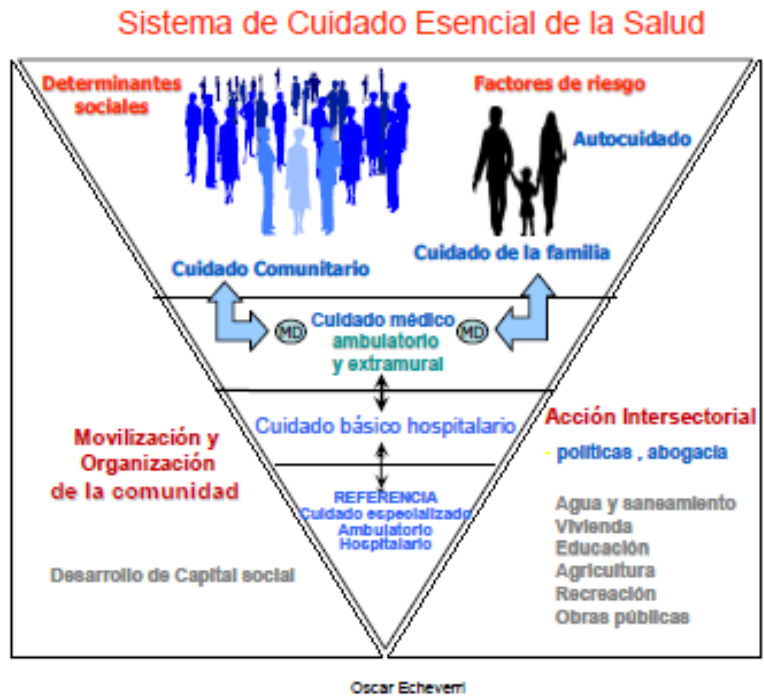 Sistema de Cuidado Esencial de la Salud
Determinantes
sociales
Factores de riesgo
Autocuidado
Cuidado Comunitario
Cuidado de la familia
MD
Cuidado médico
MD
ambulatorio
y extramural
Cuidado básico hospitalario
REFERENCIA
Cuidado especializado
Ambulatorio
Hospitalario
Movilización y
Organización
de la comunidad
Desarrollo de Capital social
Acción Intersectorial
- políticas , abogacia
Agua y saneamiento
Vivienda
Educación
Agricultura
Recreación
Obras públicas
Oscar Echeverri